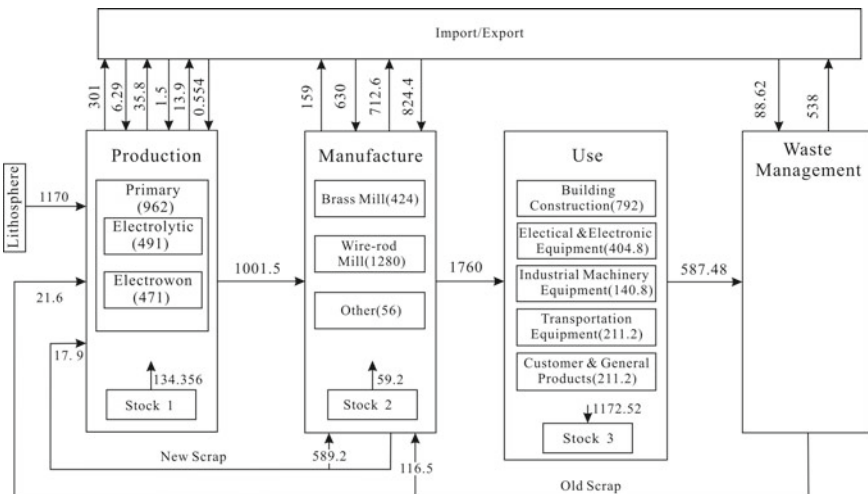 Import/Export
301
6.29
35.8
1.5
13.9
0.554
159
630
712.6
824.4
88.62
538
Production
Manufacture
Use
Waste
Management
Lithosphere
1170
Primary
(962)
Electrolytic
(491)
Electrowon
(471)
Brass Mill(424)
Wire-rod
Mill(1280)
Other(56)
Building
Construction(792)
Electical &Electronic
Equipment(404.8)
Industrial Machinery
Equipment(140.8)
Transportation
Equipment(211.2)
Customer & General
Products(211.2)
1001.5
1760
587.48
21.6
17.9
134.356
Stock 1
59.2
Stock 2
1172.52
Stock 3
New Scrap
589.2
116.5
Old Scrap